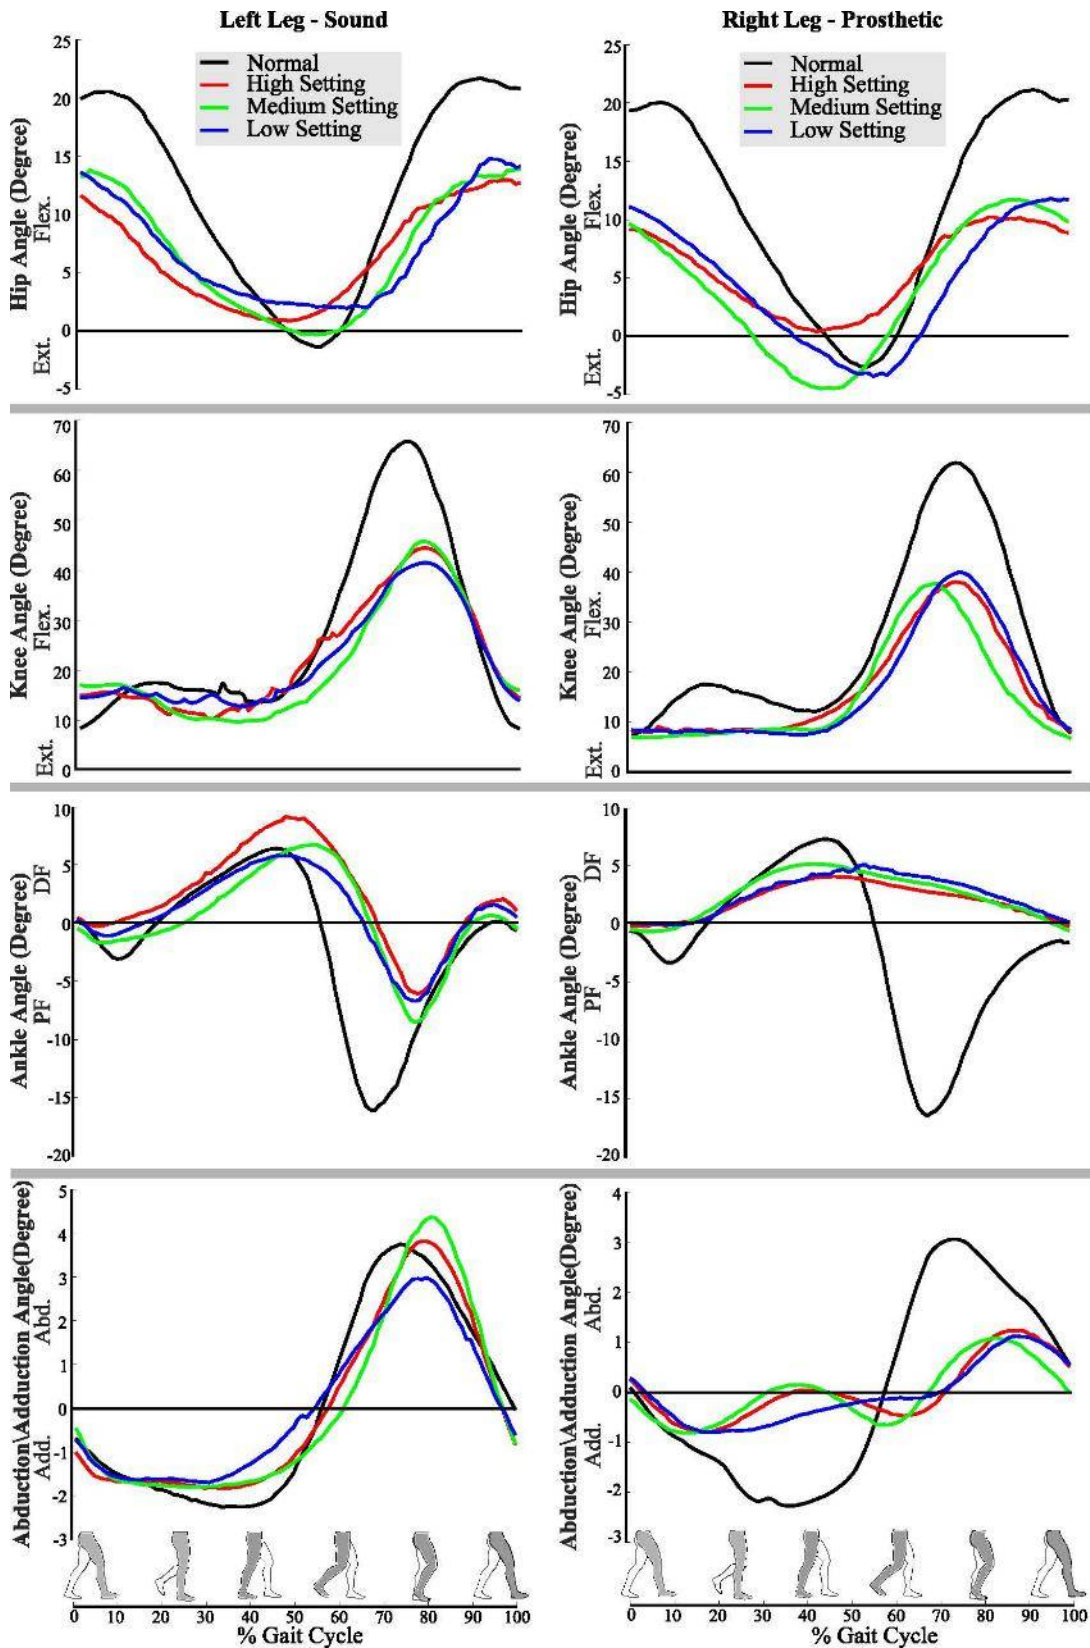 Left Leg - Sound
Right Leg - Prosthetic
Normal
High Setting
Medium Setting
Low Setting
25
20
15
10
5
0
-5
Hip Angle (Degree)
Flex.
Ext.
Normal
High Setting
Medium Setting
Low Setting
25
20
15
10
5
0
-5
Hip Angle (Degree)
Flex.
Ext.
70
60
50
40
30
20
10
0
Knee Angle (Degree)
Flex.
Ext.
70
60
50
40
30
20
10
0
Knee Angle (Degree)
Flex.
Ext.
10
5
0
-5
-10
-15
-20
Ankle Angle (Degree)
DF
PF
10
5
0
-5
-10
-15
-20
Ankle Angle (Degree)
DF
PF
5
4
3
2
1
0
-1
-2
-3
Abduction\Adduction Angle(Degree)
Abd.
Add.
4
3
2
1
0
-1
-2
-3
Abduction\Adduction Angle(Degree)
Abd.
Add.
0 10 20 30 40 50 60 70 80 90 100
% Gait Cycle
0 10 20 30 40 50 60 70 80 90 100
% Gait Cycle